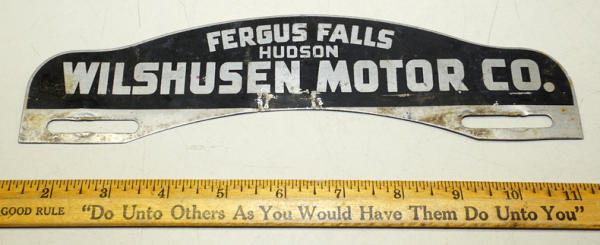 FERGUS FALLS
HUDSON
WILSHUSEN MOTOR CO.
2 3 4 5 6 7 8 9 10 11
GOOD RULE "Do Unto Others As You Would Have Them Do Unto You"